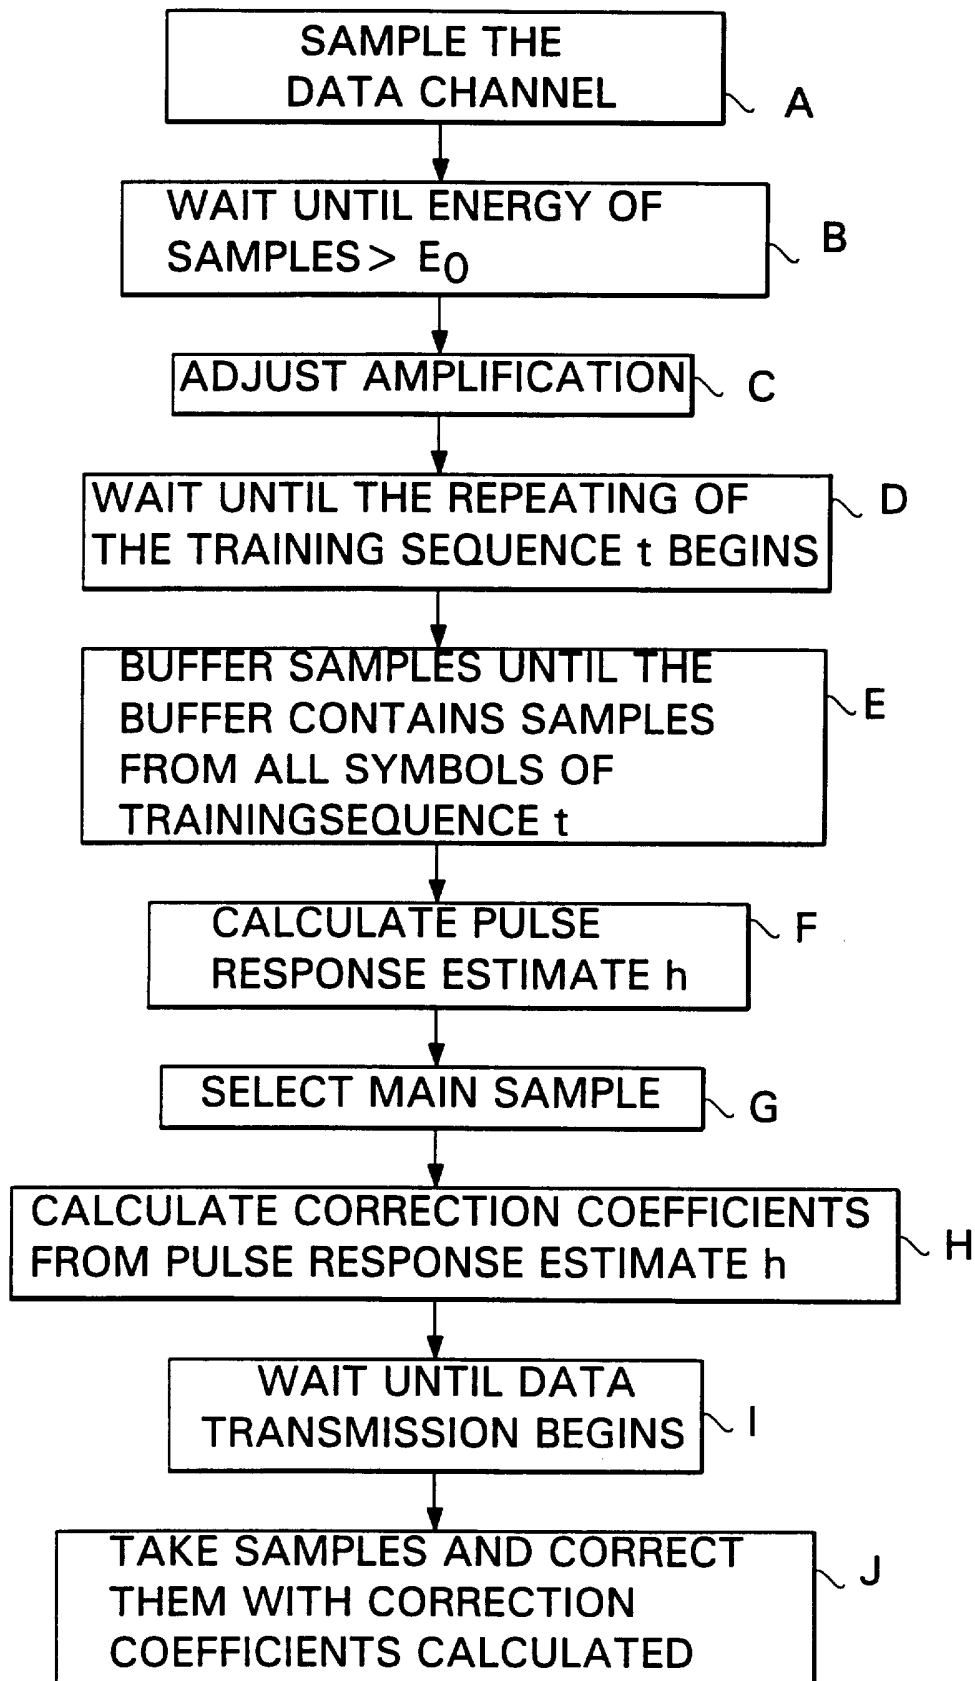 SAMPLE THE
DATA CHANNEL
A
WAIT UNTIL ENERGY OF
SAMPLES > E0
B
ADJUST AMPLIFICATION
C
WAIT UNTIL THE REPEATING OF
THE TRAINING SEQUENCE t BEGINS
D
BUFFER SAMPLES UNTIL THE
BUFFER CONTAINS SAMPLES
FROM ALL SYMBOLS OF
TRAININGSEQUENCE t
E
CALCULATE PULSE
RESPONSE ESTIMATE h
F
SELECT MAIN SAMPLE
G
CALCULATE CORRECTION COEFFICIENTS
FROM PULSE RESPONSE ESTIMATE h
H
WAIT UNTIL DATA
TRANSMISSION BEGINS
I
TAKE SAMPLES AND CORRECT
THEM WITH CORRECTION
COEFFICIENTS CALCULATED
J